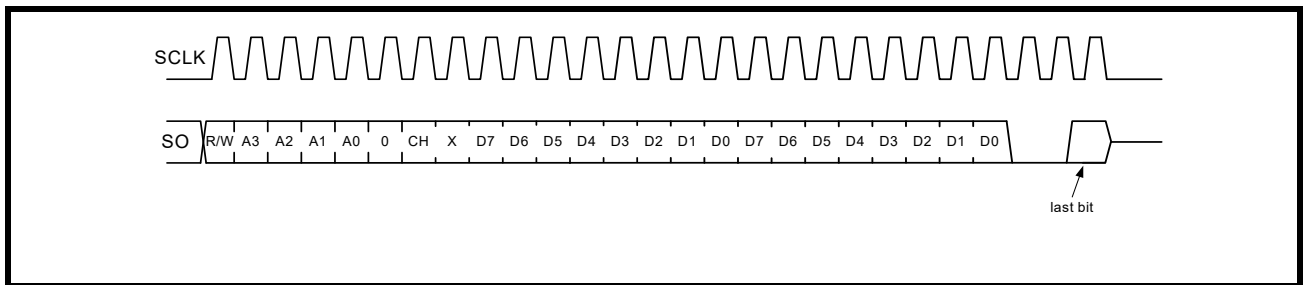 SCLK
SO R/W A3 A2 A1 A0 0 CH X D7 D6 D5 D4 D3 D2 D1 D0 D7 D6 D5 D4 D3 D2 D1 D0
last bit